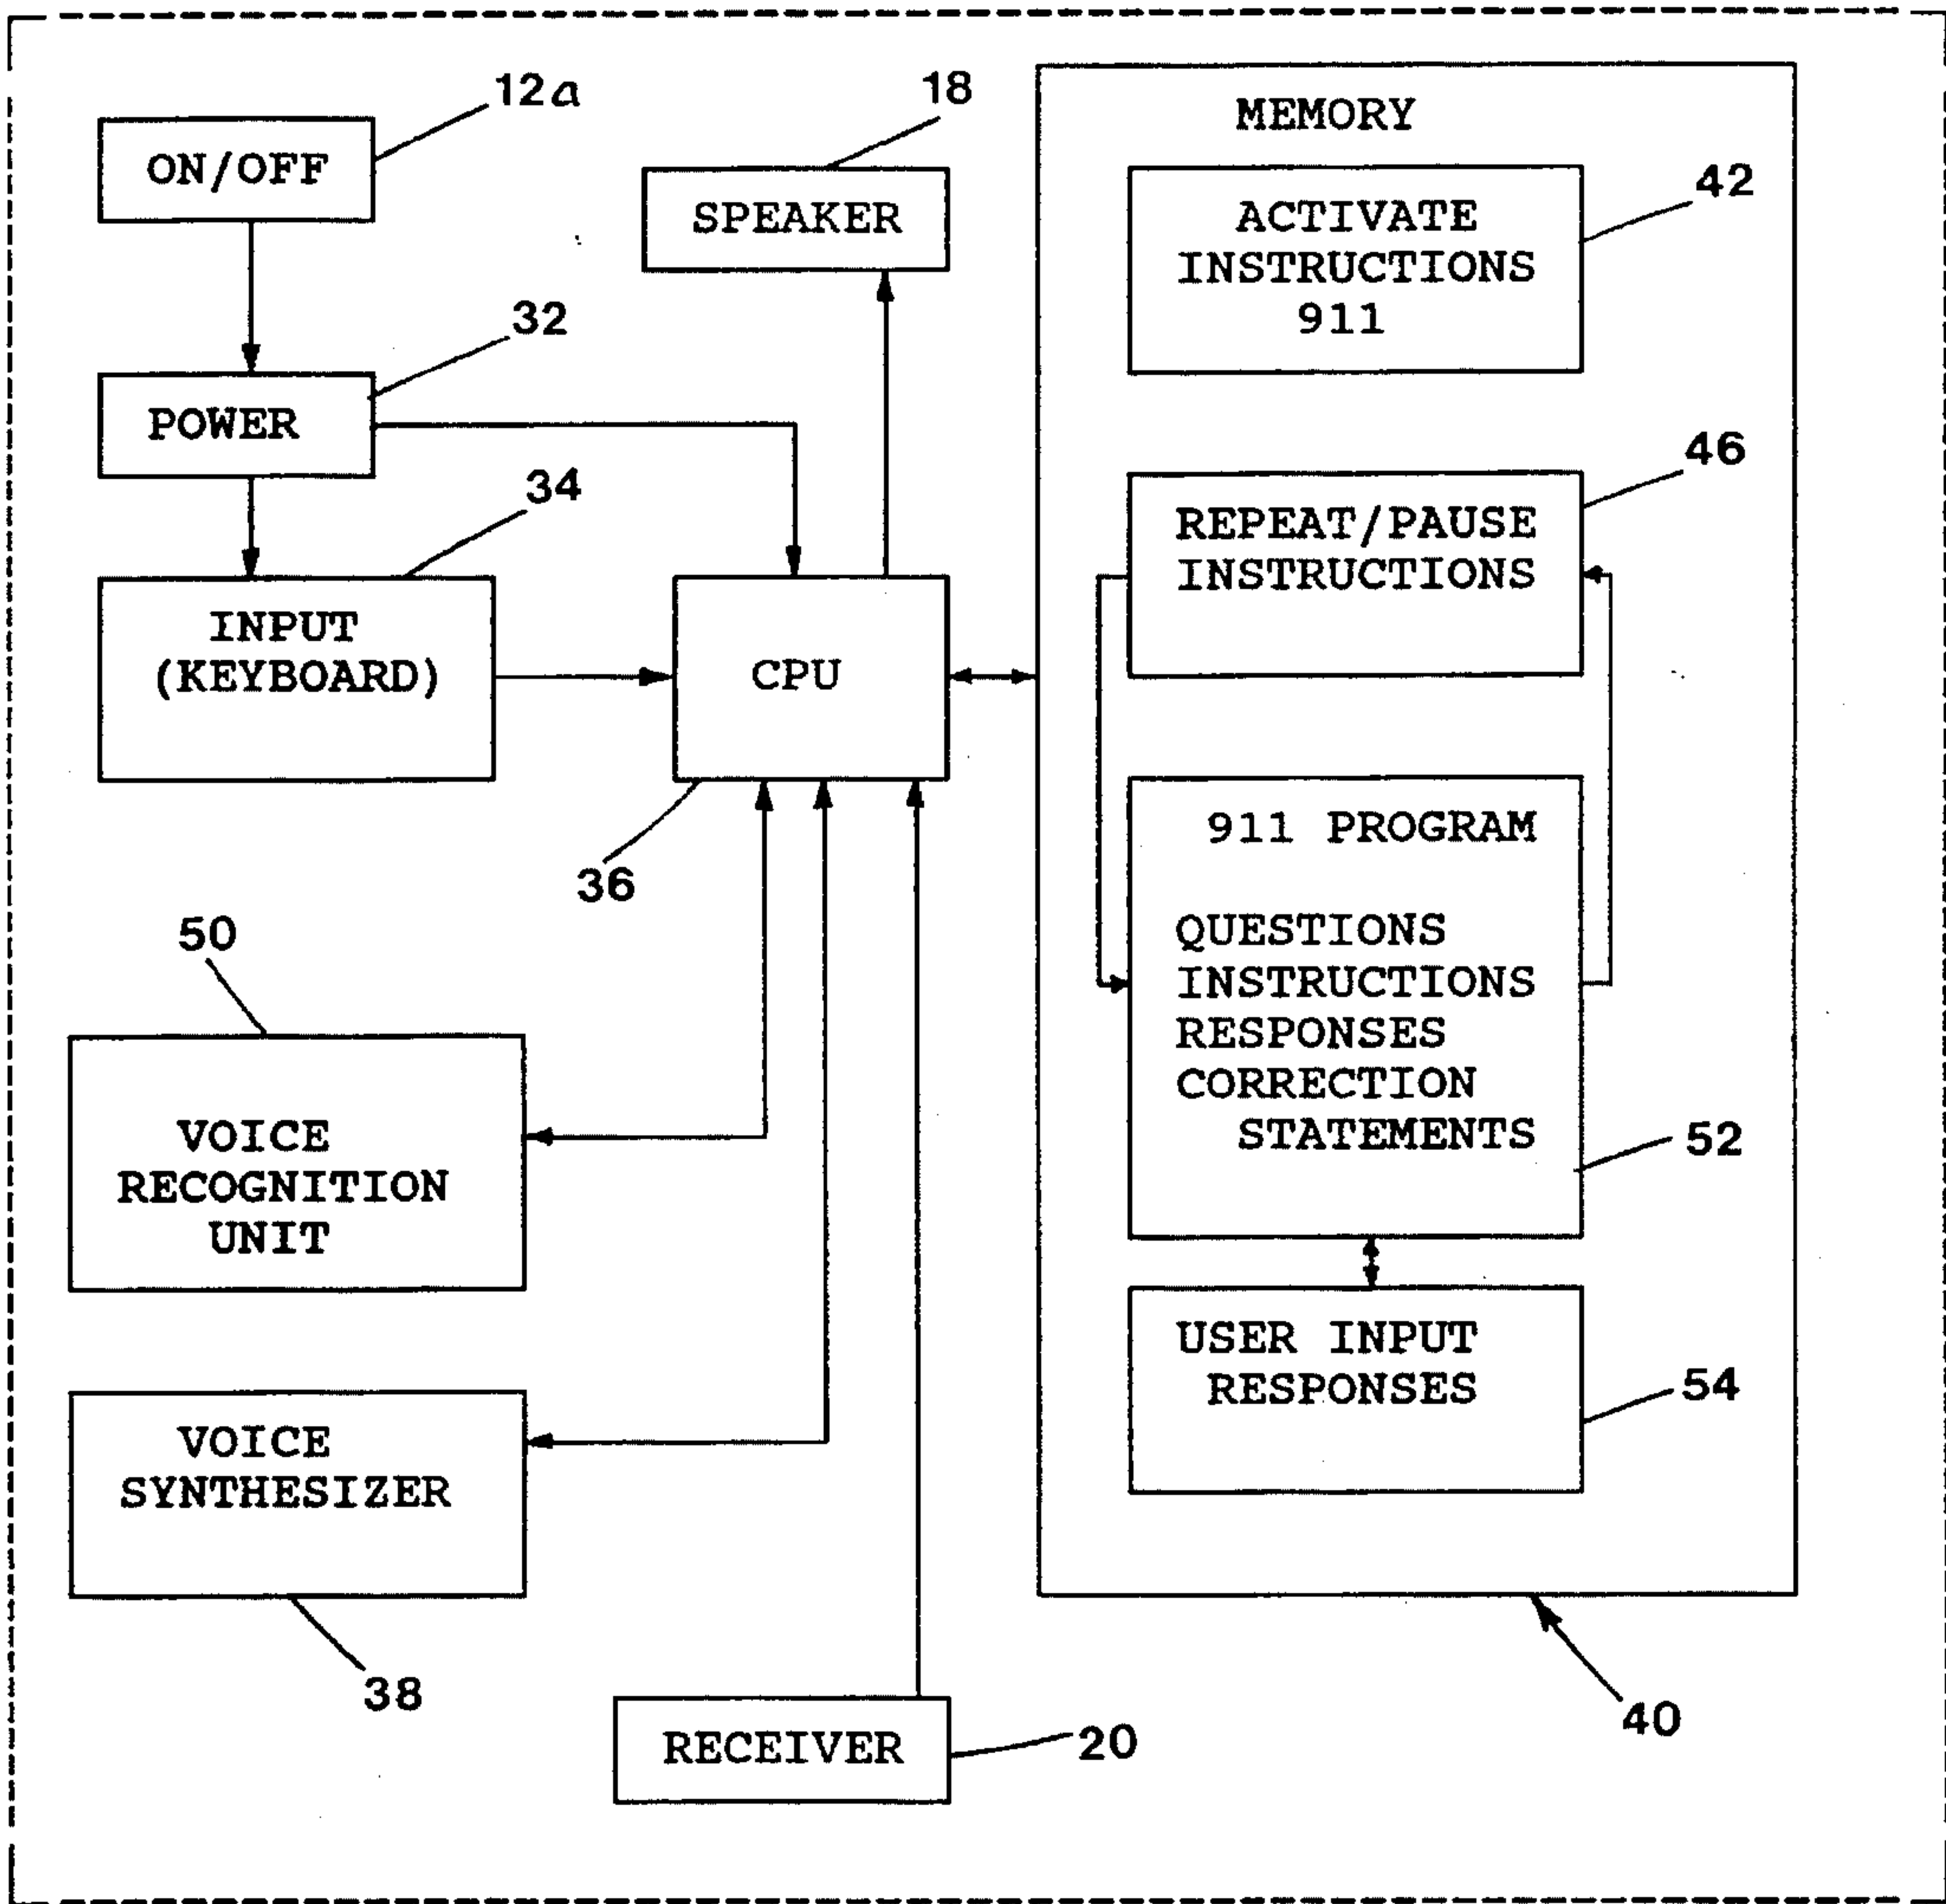 12a
ON/OFF
18
SPEAKER
32
POWER
34
INPUT
(KEYBOARD)
CPU
36
50
VOICE
RECOGNITION
UNIT
VOICE
SYNTHESIZER
38
RECEIVER
20
MEMORY
ACTIVATE
INSTRUCTIONS
911
42
REPEAT/PAUSE
INSTRUCTIONS
46
911 PROGRAM
QUESTIONS
INSTRUCTIONS
RESPONSES
CORRECTION
STATEMENTS
52
USER INPUT
RESPONSES
54
40